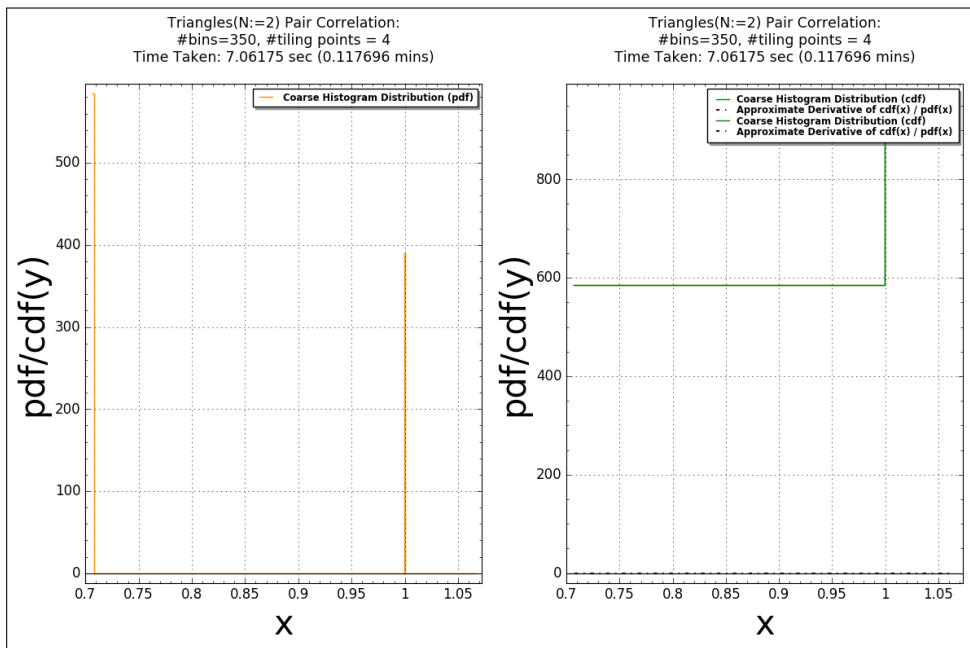 Triangles(N:=2) Pair Correlation:
#bins=350, #tiling points = 4
Time Taken: 7.06175 sec (0.117696 mins)
Coarse Histogram Distribution (pdf)
500
400
300
200
100
0
0.7
0.75
0.8
0.85
0.9
0.95
1
1.05
pdf/cdf(y)
x
Triangles(N:=2) Pair Correlation:
#bins=350, #tiling points = 4
Time Taken: 7.06175 sec (0.117696 mins)
Coarse Histogram Distribution (cdf)
Approximate Derivative of cdf(x) / pdf(x)
Coarse Histogram Distribution (cdf)
Approximate Derivative of cdf(x) / pdf(x)
800
600
400
200
0
0.7
0.75
0.8
0.85
0.9
0.95
1
1.05
pdf/cdf(y)
x